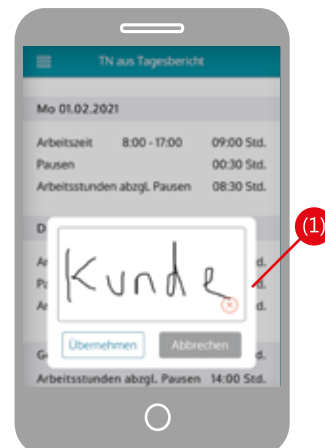 TN aus Tagesbericht
Mo 01.02.2021
Arbeitszeit 8:00 - 17:00 09:00 Std.
Pausen 00:30 Std.
Arbeitsstunden abzgl. Pausen 08:30 Std.
D
(1)
Kunde
A d.
Pa d.
A d.
Übernehmen Abbrechen
G d.
Arbeitsstunden abzgl. Pausen 14:00 Std.